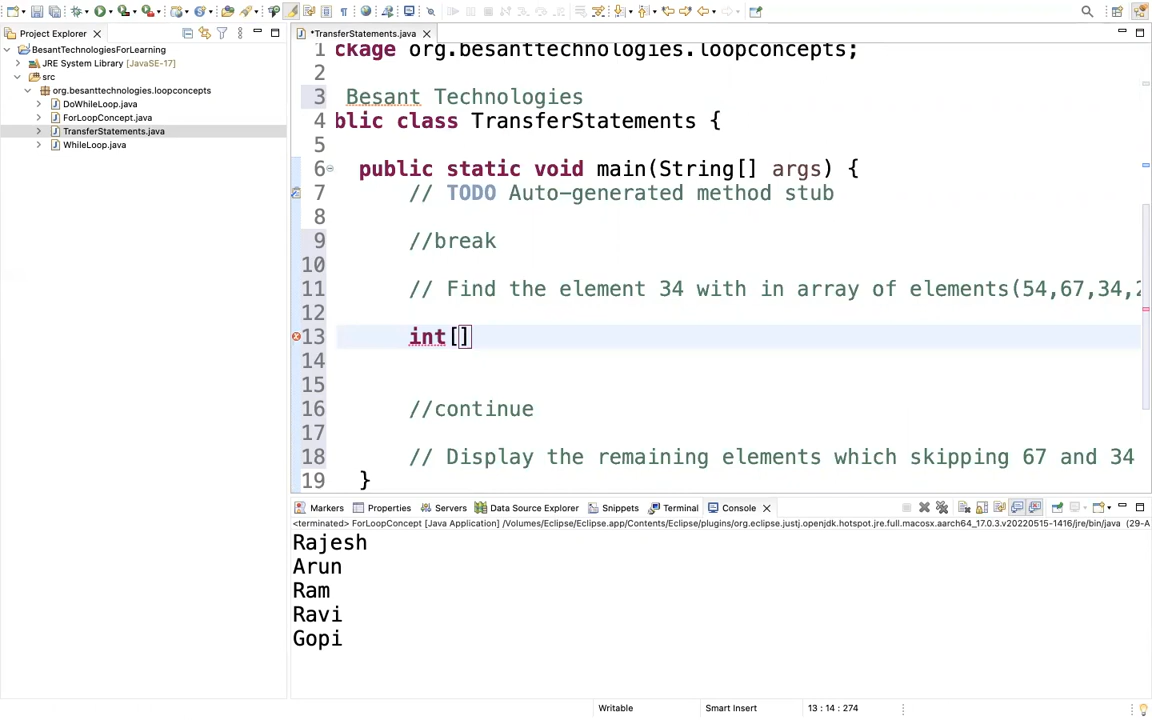 Project Explorer
*TransferStatements.java
BesantTechnologiesForLearning
JRE System Library [JavaSE-17]
src
org.besanttechnologies.loopconcepts
DoWhileLoop.java
ForLoopConcept.java
TransferStatements.java
WhileLoop.java
1 ckage org.besanttechnologies.loopconcepts;
2
3 Besant Technologies
4 blic class TransferStatements {
5
6 public static void main(String[] args) {
7 // TODO Auto-generated method stub
8
9 //break
10
11 // Find the element 34 with in array of elements(54,67,34,2
12
13 int[]
14
15
16 //continue
17
18 // Display the remaining elements which skipping 67 and 34
19 }
Markers Properties Servers Data Source Explorer Snippets Terminal Console
<terminated> ForLoopConcept [Java Application] /Volumes/Eclipse/Eclipse.app/Contents/Eclipse/plugins/org.eclipse.justj.openjdk.hotspot.jre.full.macosx.aarch64_17.0.3.v20220515-1416/jre/bin/java (29-A
Rajesh
Arun
Ram
Ravi
Gopi
Writable Smart Insert 13 : 14 : 274